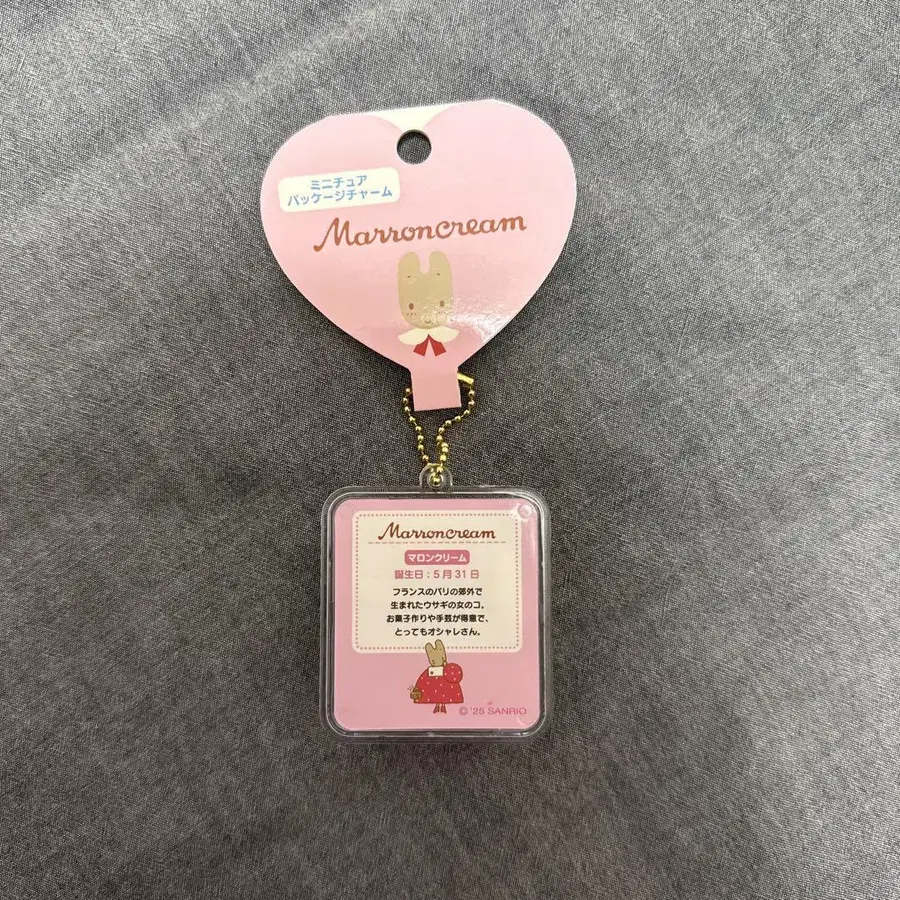 ミニチュア
パッケージチャーム
Marroncream
Marroncream
マロンクリーム
誕生日：5月31日
フランスのパリの郊外で
生まれたウサギの女のコ。
お菓子作りや手芸が得意で、
とってもオシャレさん。
© '25 SANRIO